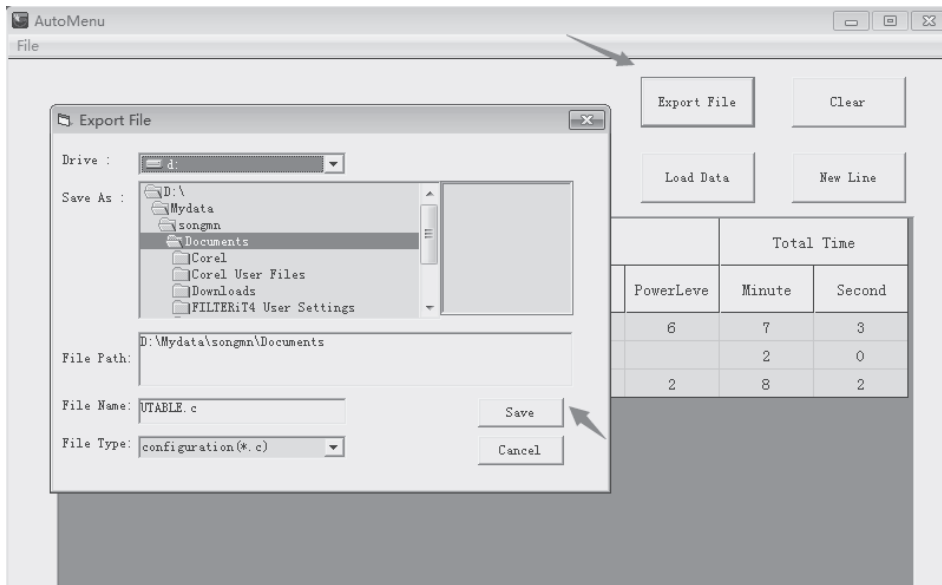 AutoMenu
File
Export File
Clear
Load Data
New Line
Export File
Drive :
d:
Save As :
D:\
Mydata
songmn
Documents
Corel
Corel User Files
Downloads
FILTERiT4 User Settings
File Path:
D:\Mydata\songmn\Documents
File Name:
UTABLE.c
Save
File Type:
configuration(*.c)
Cancel
Total Time
PowerLeve Minute Second
6 7 3
2 0
2 8 2